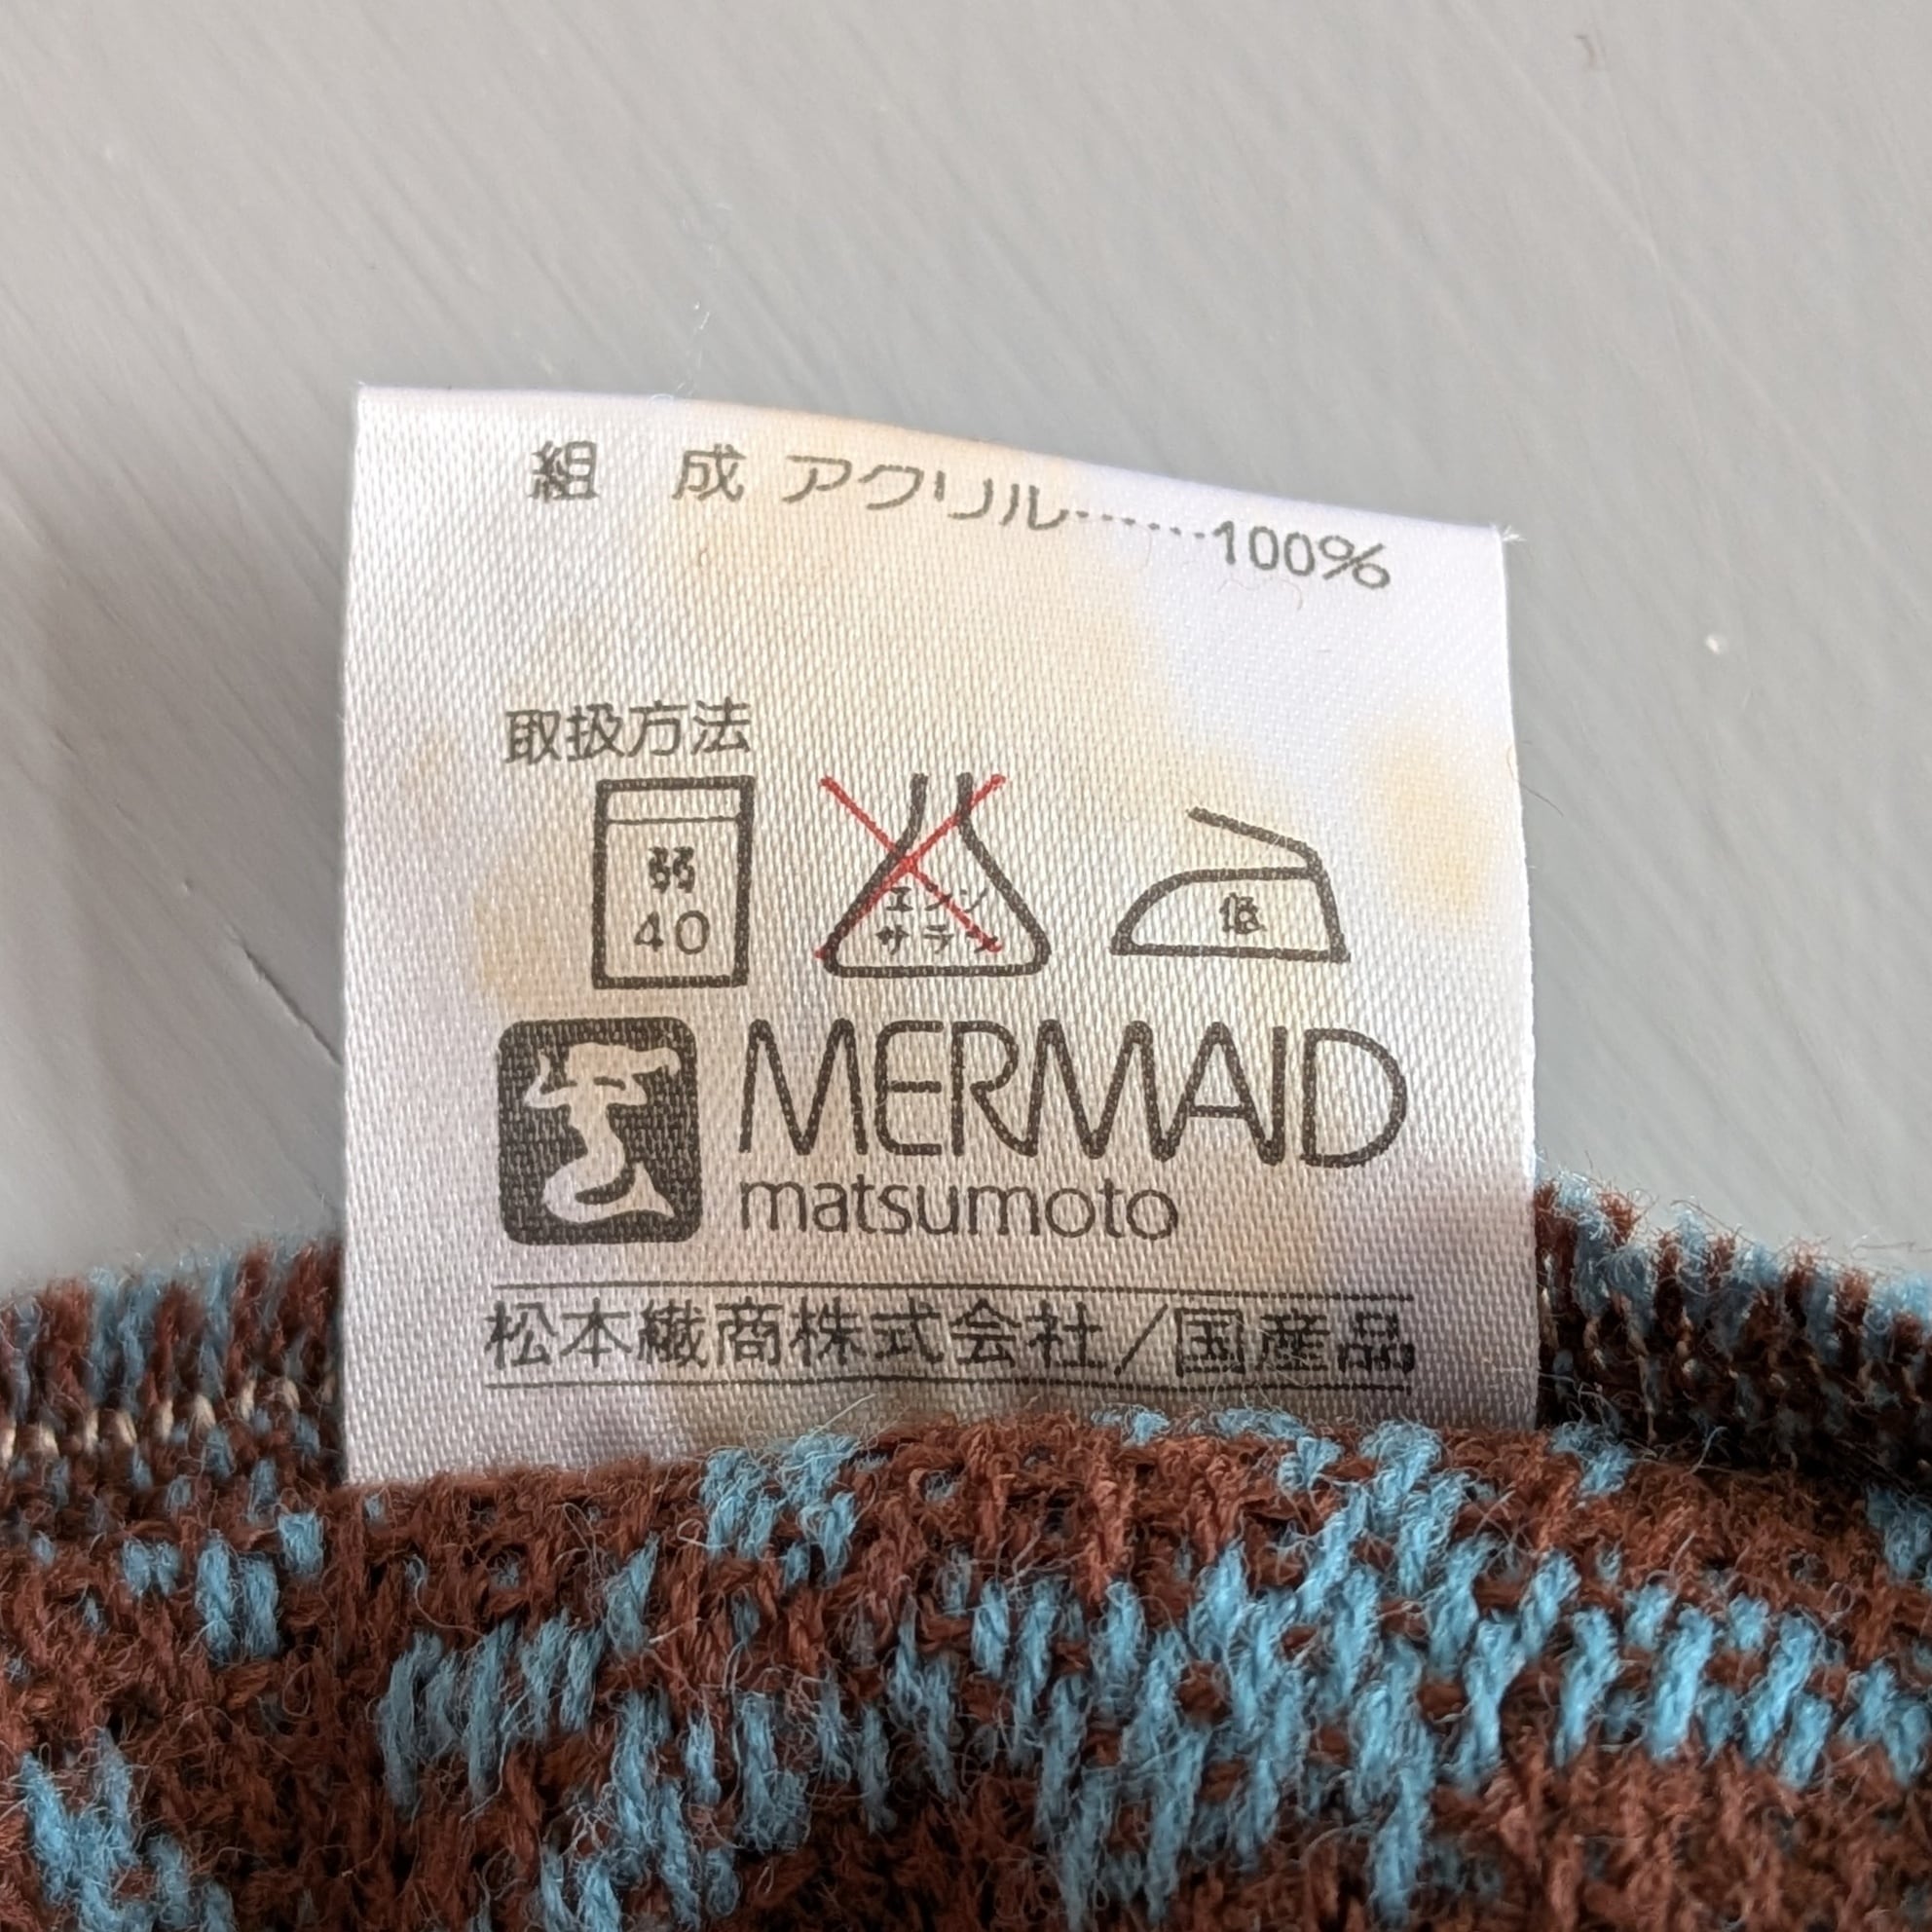 組 成 アクリル……100%
取扱方法
弱
40
エンソ
サラシ
低
MERMAID
matsumoto
松本繊商株式会社/国産品